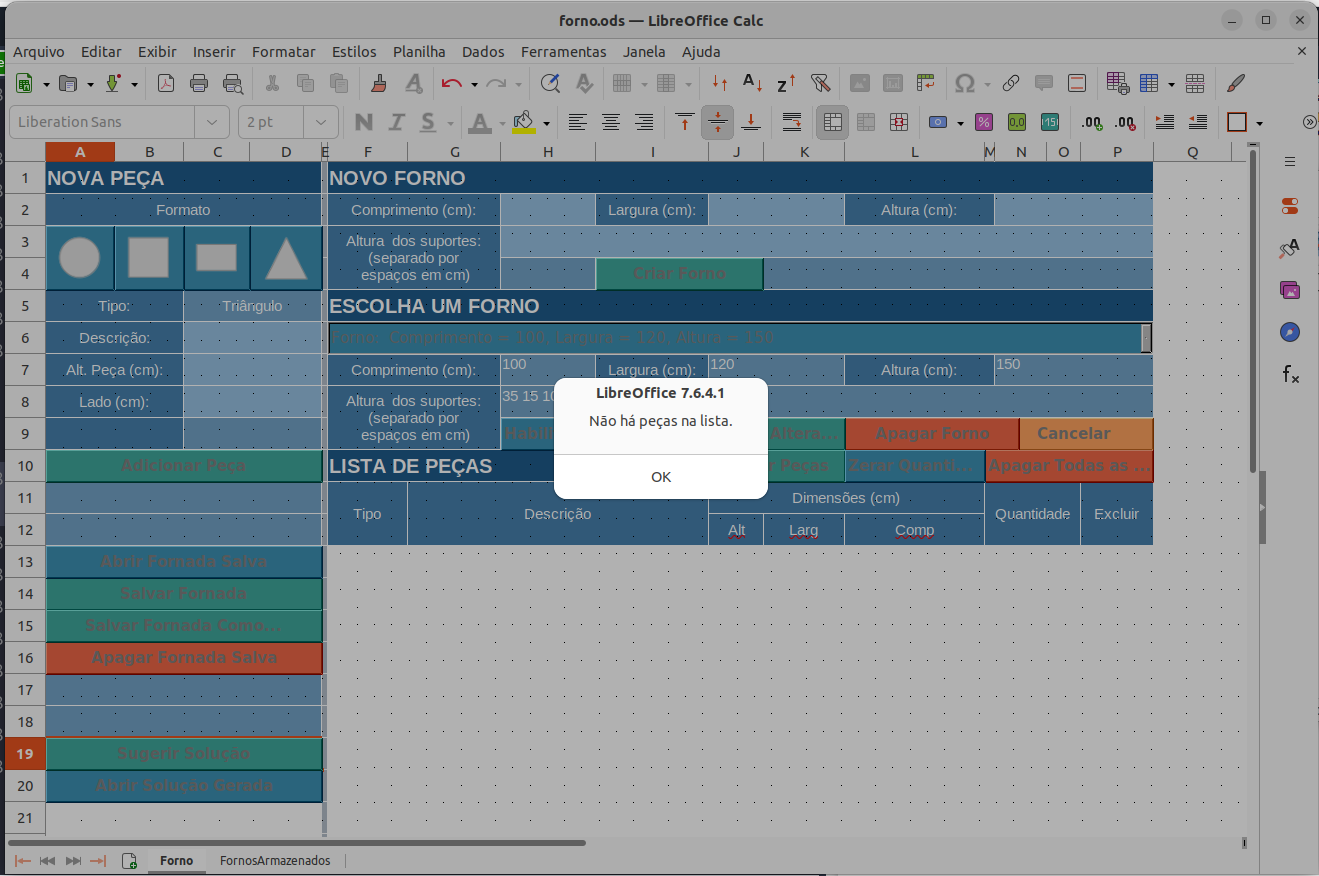 forno.ods — LibreOffice Calc
Arquivo Editar Exibir Inserir Formatar Estilos Planilha Dados Ferramentas Janela Ajuda
Liberation Sans 2 pt
A B C D E F G H I J K L M N O P Q
1 NOVA PEÇA NOVO FORNO
2 Formato Comprimento (cm): Largura (cm): Altura (cm):
3 Altura dos suportes:
(separado por
4 espaços em cm) Criar Forno
5 Tipo: Triângulo ESCOLHA UM FORNO
6 Descrição: Forno: Comprimento = 100, Largura = 120, Altura = 150
7 Alt. Peça (cm): Comprimento (cm): 100 Largura (cm): 120 Altura (cm): 150
8 Lado (cm): Altura dos suportes: 35 15 10
(separado por
9 espaços em cm) Altera... Apagar Forno Cancelar
10 Adicionar Peça LISTA DE PEÇAS Peças Zerar Quanti... Apagar Todas as ...
11 Dimensões (cm)
Tipo Descrição Quantidade Excluir
12 Alt Larg Comp
13 Abrir Fornada Salva
14 Salvar Fornada
15 Salvar Fornada Como...
16 Apagar Fornada Salva
17
18
19 Sugerir Solução
20 Abrir Solução Gerada
21
LibreOffice 7.6.4.1
Não há peças na lista.
OK
Forno FornosArmazenados